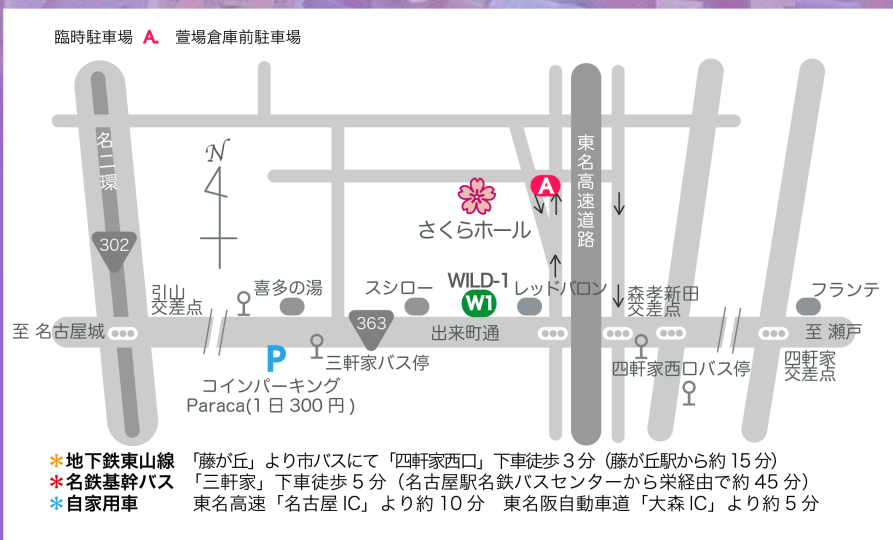 臨時駐車場 A. 萱場倉庫前駐車場
名二環
東名高速道路
N
A
さくらホール
302
引山
交差点
喜多の湯
スシロー
WILD-1
W1
レッドバロン
森孝新田
交差点
フランテ
363
至 名古屋城
出来町通
至 瀬戸
P
三軒家バス停
四軒家西口バス停
四軒家
交差点
コインパーキング
Paraca(1日300円)
*地下鉄東山線 「藤が丘」より市バスにて「四軒家西口」下車徒歩3分(藤が丘駅から約15分)
*名鉄基幹バス 「三軒家」下車徒歩5分(名古屋駅名鉄バスセンターから栄経由で約45分)
*自家用車 東名高速「名古屋IC」より約10分 東名阪自動車道「大森IC」より約5分